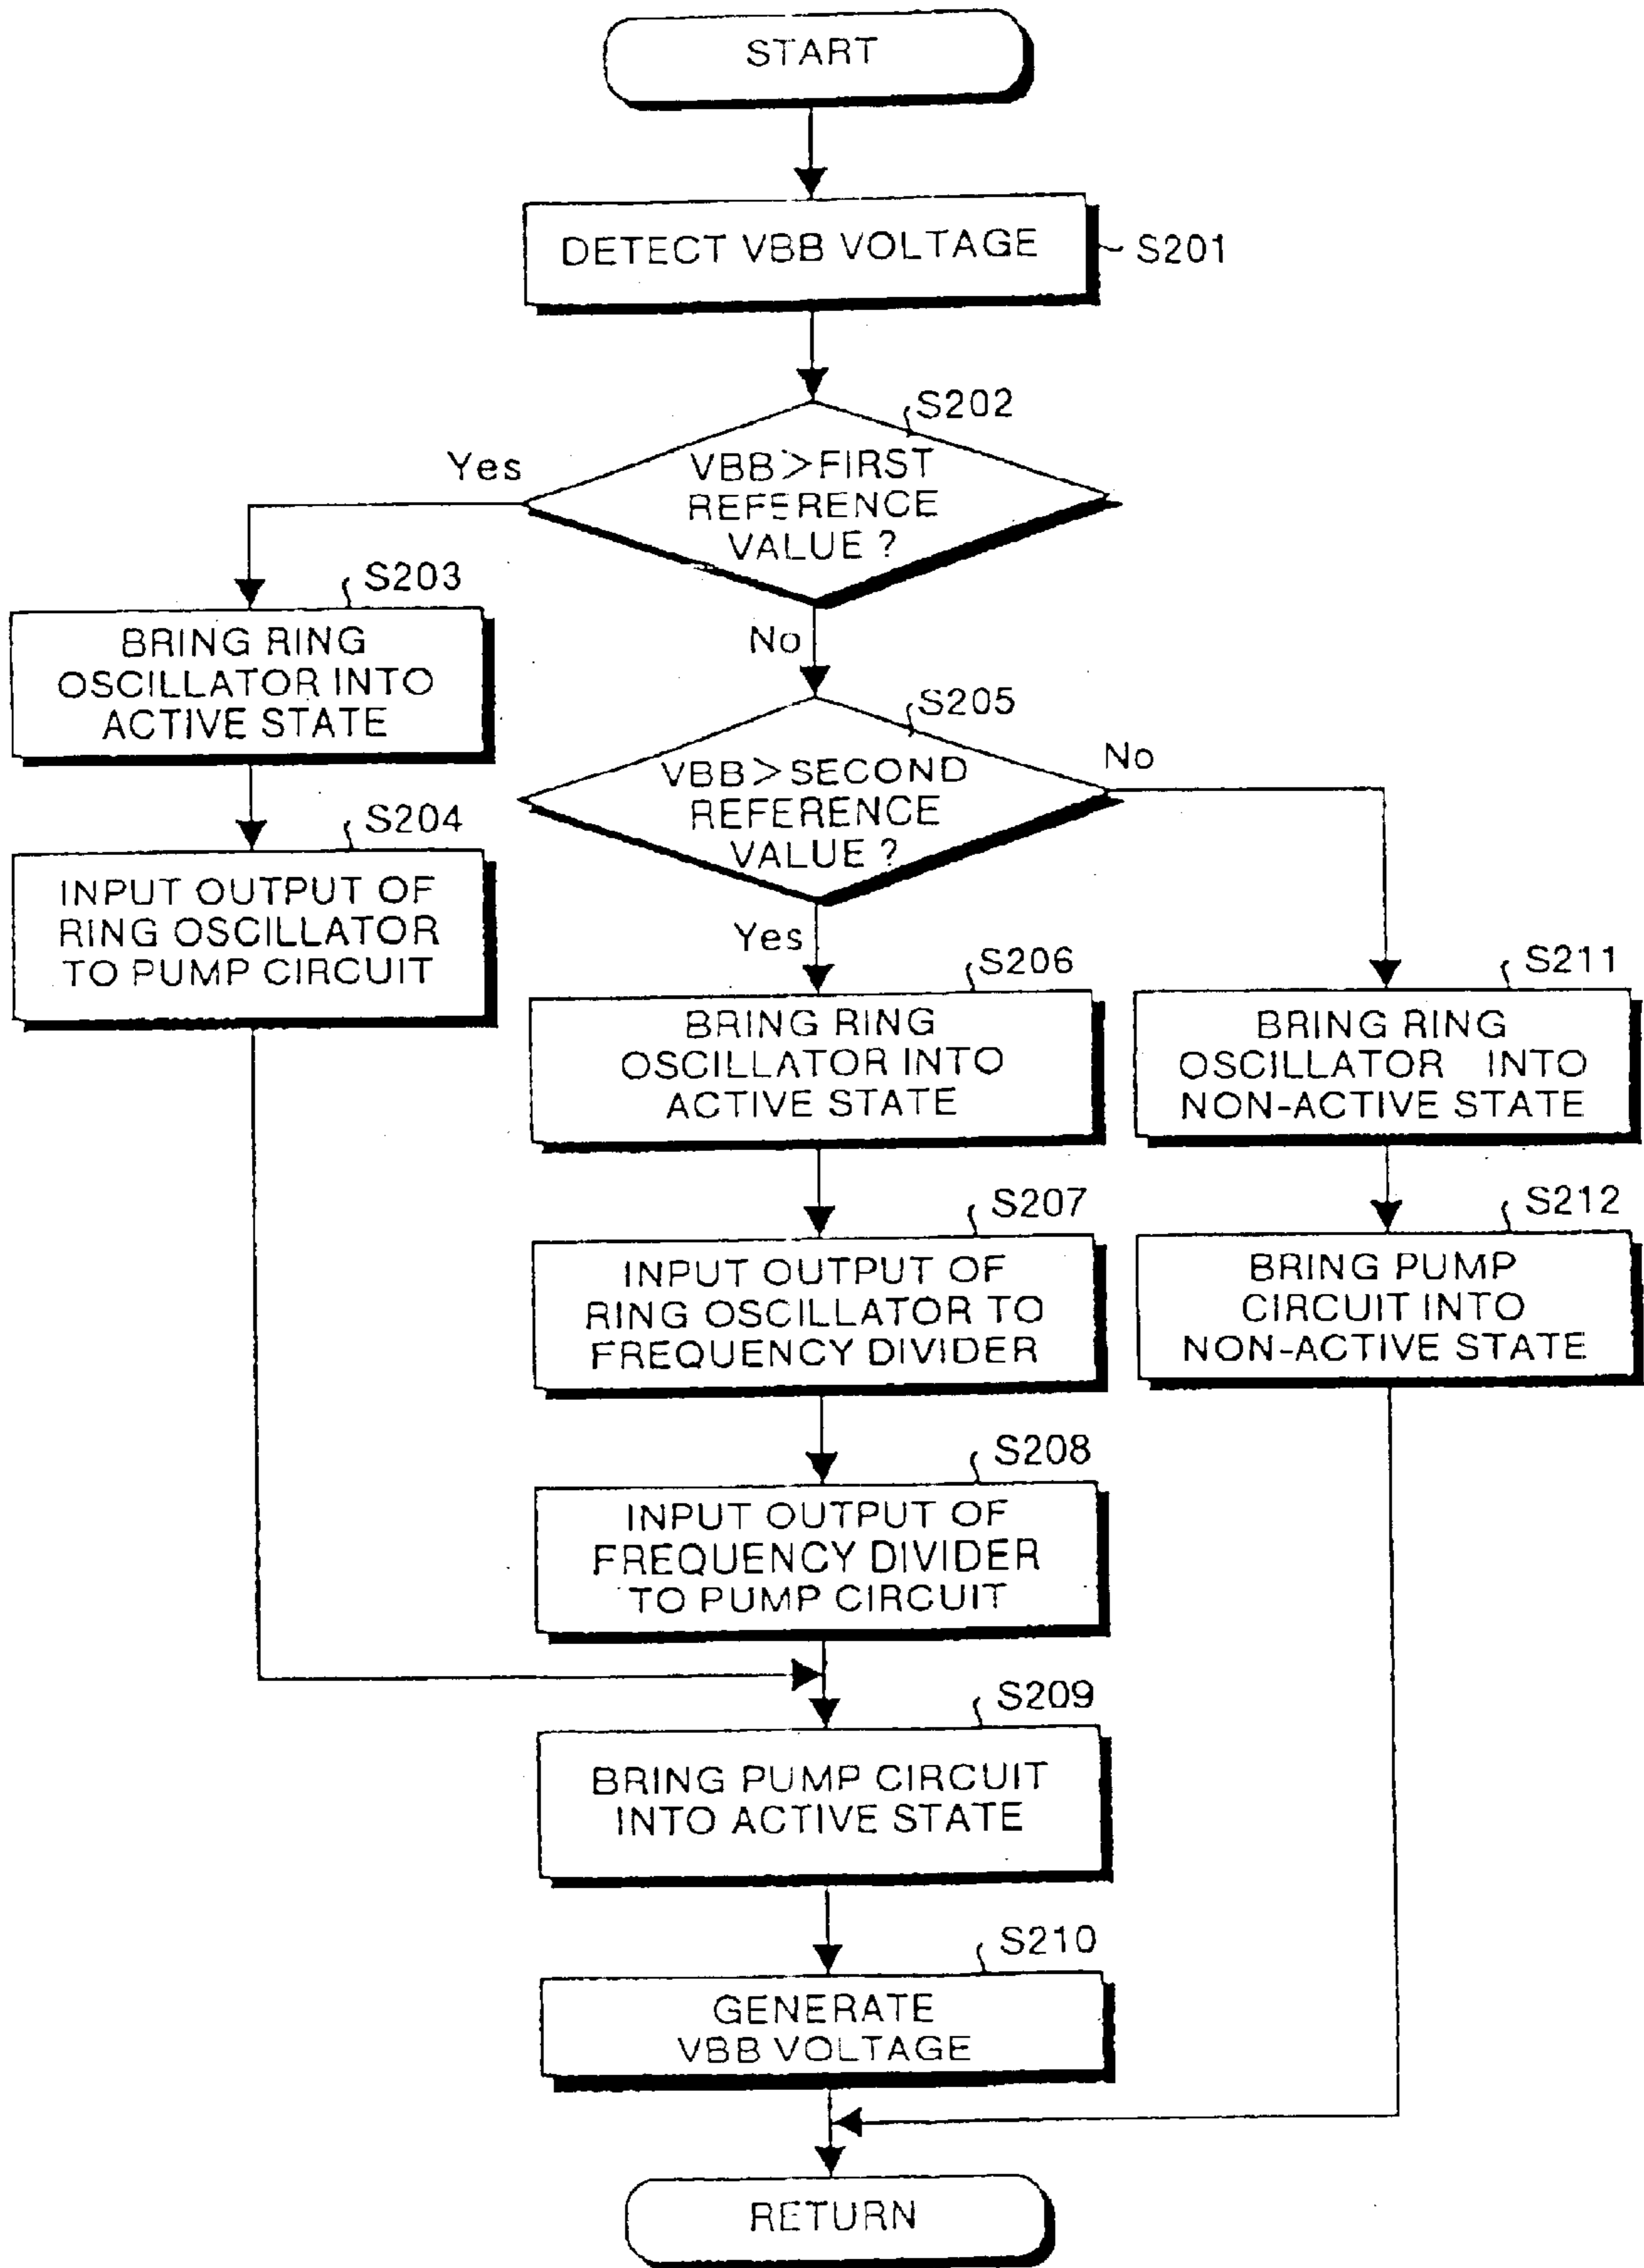 START
DETECT VBB VOLTAGE
S201
S202
VBB>FIRST
REFERENCE
VALUE ?
Yes
No
S203
BRING RING
OSCILLATOR INTO
ACTIVE STATE
S204
INPUT OUTPUT OF
RING OSCILLATOR
TO PUMP CIRCUIT
S205
VBB>SECOND
REFERENCE
VALUE ?
No
Yes
S206
BRING RING
OSCILLATOR INTO
ACTIVE STATE
S211
BRING RING
OSCILLATOR INTO
NON-ACTIVE STATE
S207
INPUT OUTPUT OF
RING OSCILLATOR TO
FREQUENCY DIVIDER
S212
BRING PUMP
CIRCUIT INTO
NON-ACTIVE STATE
S208
INPUT OUTPUT OF
FREQUENCY DIVIDER
TO PUMP CIRCUIT
S209
BRING PUMP CIRCUIT
INTO ACTIVE STATE
S210
GENERATE
VBB VOLTAGE
RETURN